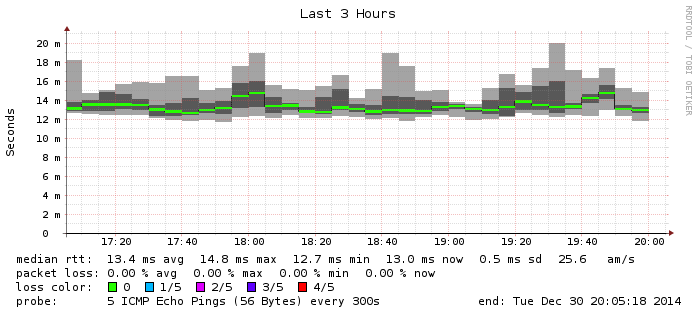 Last 3 Hours
RRDTOOL / TOBI OETIKER
Seconds
20 m
18 m
16 m
14 m
12 m
10 m
8 m
6 m
4 m
2 m
0
17:20 17:40 18:00 18:20 18:40 19:00 19:20 19:40 20:00
median rtt: 13.4 ms avg 14.8 ms max 12.7 ms min 13.0 ms now 0.5 ms sd 25.6 am/s
packet loss: 0.00 % avg 0.00 % max 0.00 % min 0.00 % now
loss color: 0 1/5 2/5 3/5 4/5
probe: 5 ICMP Echo Pings (56 Bytes) every 300s end: Tue Dec 30 20:05:18 2014